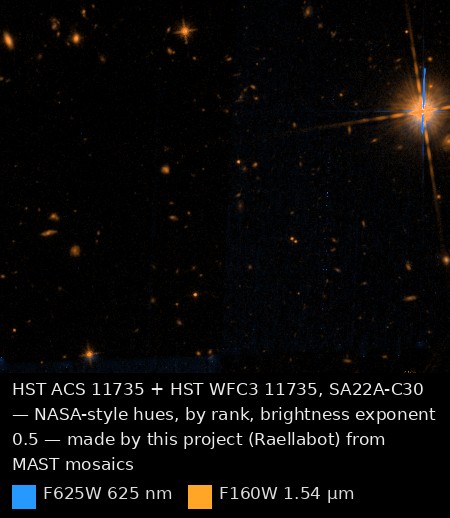 HST ACS 11735 + HST WFC3 11735, SA22A-C30
— NASA-style hues, by rank, brightness exponent
0.5 — made by this project (Raellabot) from
MAST mosaics
F625W 625 nm F160W 1.54 µm